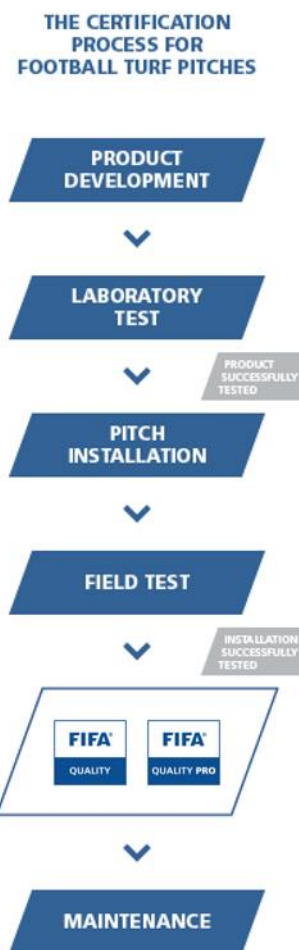 THE CERTIFICATION
PROCESS FOR
FOOTBALL TURF PITCHES
PRODUCT
DEVELOPMENT
LABORATORY
TEST
PRODUCT
SUCCESSFULLY
TESTED
PITCH
INSTALLATION
FIELD TEST
INSTALLATION
SUCCESSFULLY
TESTED
FIFA®
QUALITY
FIFA®
QUALITY PRO
MAINTENANCE